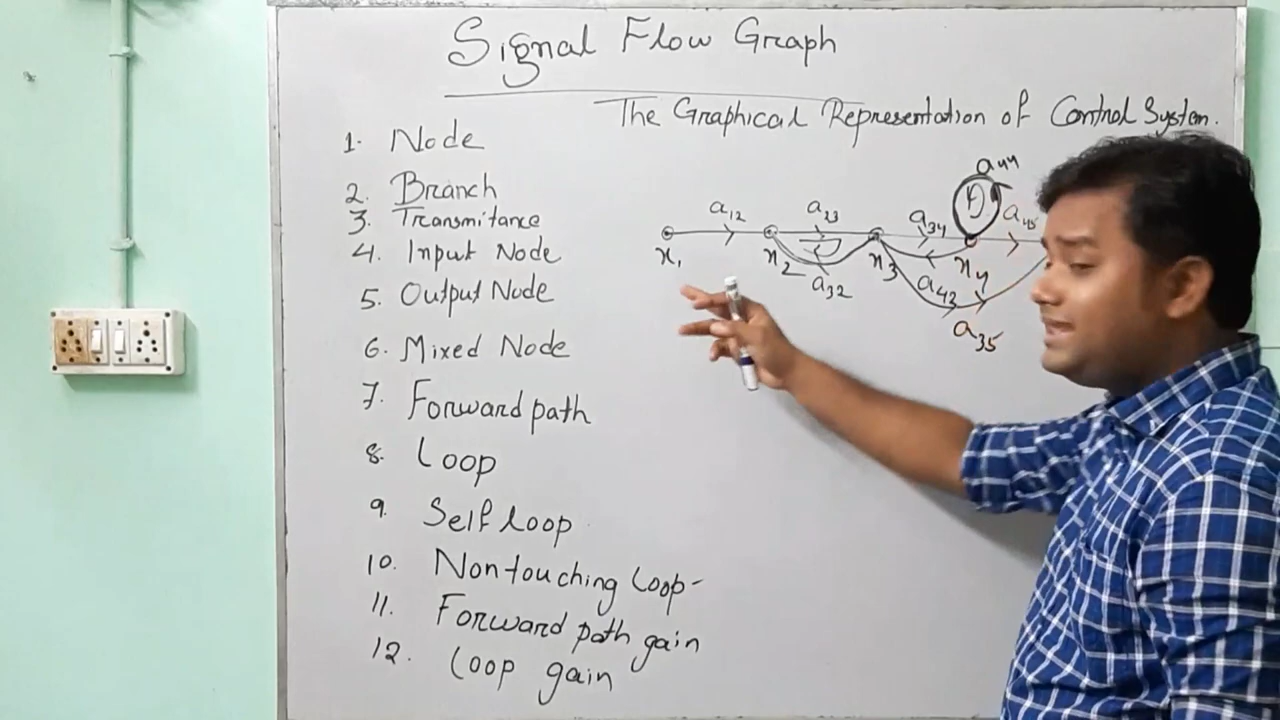 Signal Flow Graph
The Graphical Representation of Control System.
1. Node
2. Branch
3. Transmitance
4. Input Node
5. Output Node
6. Mixed Node
7. Forward path
8. Loop
9. Self loop
10. Nontouching loop-
11. Forward path gain
12. Loop gain
a44
a12 a23 a34 a45
x1 x2 x3 x4
a32 a43
a35